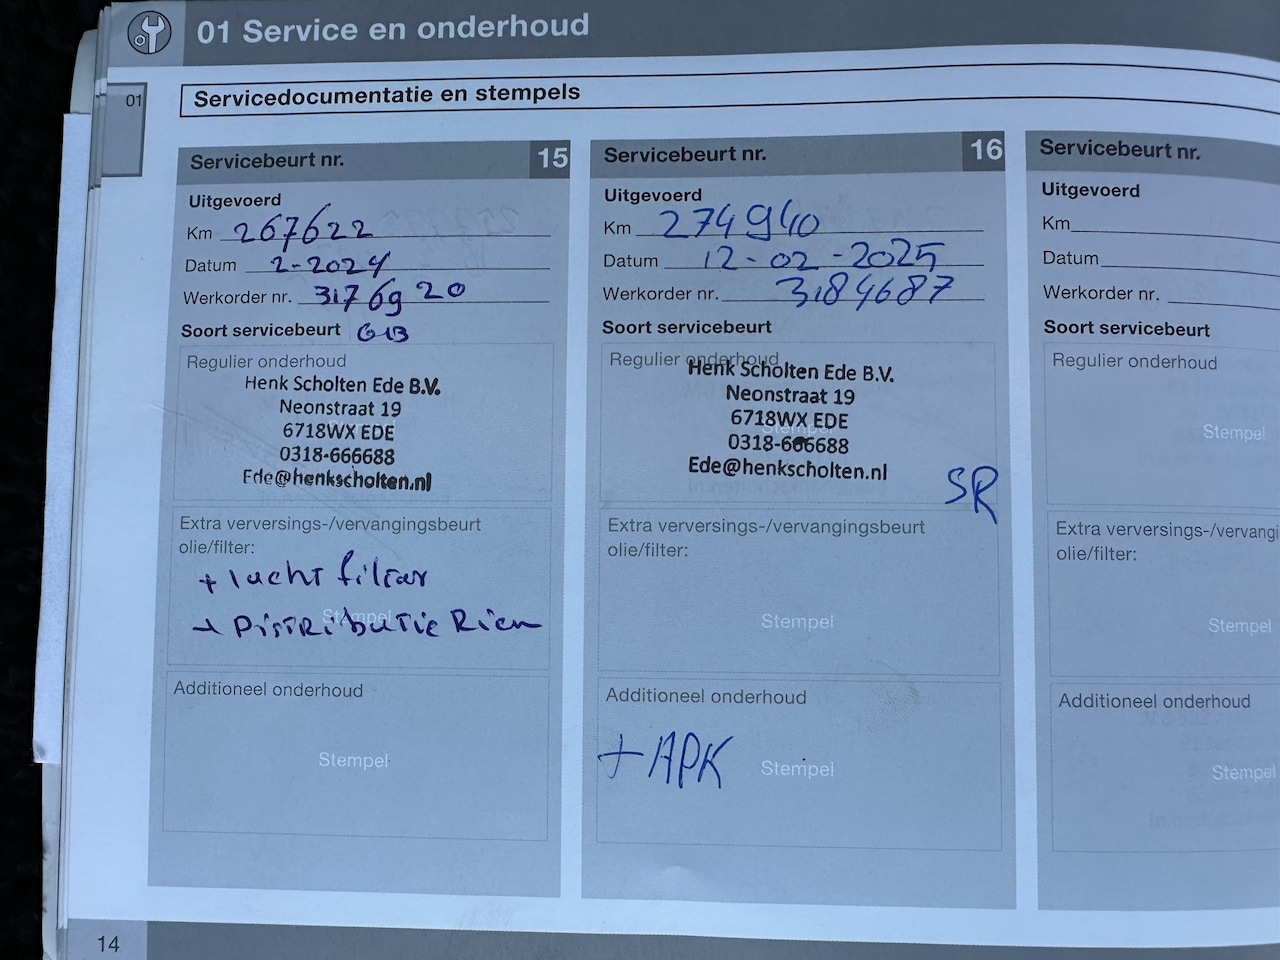 01 Service en onderhoud
01
Servicedocumentatie en stempels
Servicebeurt nr. 15
Uitgevoerd
Km 267622
Datum 2-2024
Werkorder nr. 3176920
Soort servicebeurt GB
Regulier onderhoud
Henk Scholten Ede B.V.
Neonstraat 19
6718WX EDE
0318-666688
Ede@henkscholten.nl
Extra verversings-/vervangingsbeurt
olie/filter:
+ lucht filter
Stempel
+ Distributie Riem
Additioneel onderhoud
Stempel
Servicebeurt nr. 16
Uitgevoerd
Km 274940
Datum 12-02-2025
Werkorder nr. 3184687
Soort servicebeurt
Regulier onderhoud
Henk Scholten Ede B.V.
Neonstraat 19
6718WX EDE
Stempel
0318-666688
Ede@henkscholten.nl
SR
Extra verversings-/vervangingsbeurt
olie/filter:
Stempel
Additioneel onderhoud
+ APK
Stempel
Servicebeurt nr.
Uitgevoerd
Km
Datum
Werkorder nr.
Soort servicebeurt
Regulier onderhoud
Stempel
Extra verversings-/vervangi
olie/filter:
Stempel
Additioneel onderhoud
Stempel
14